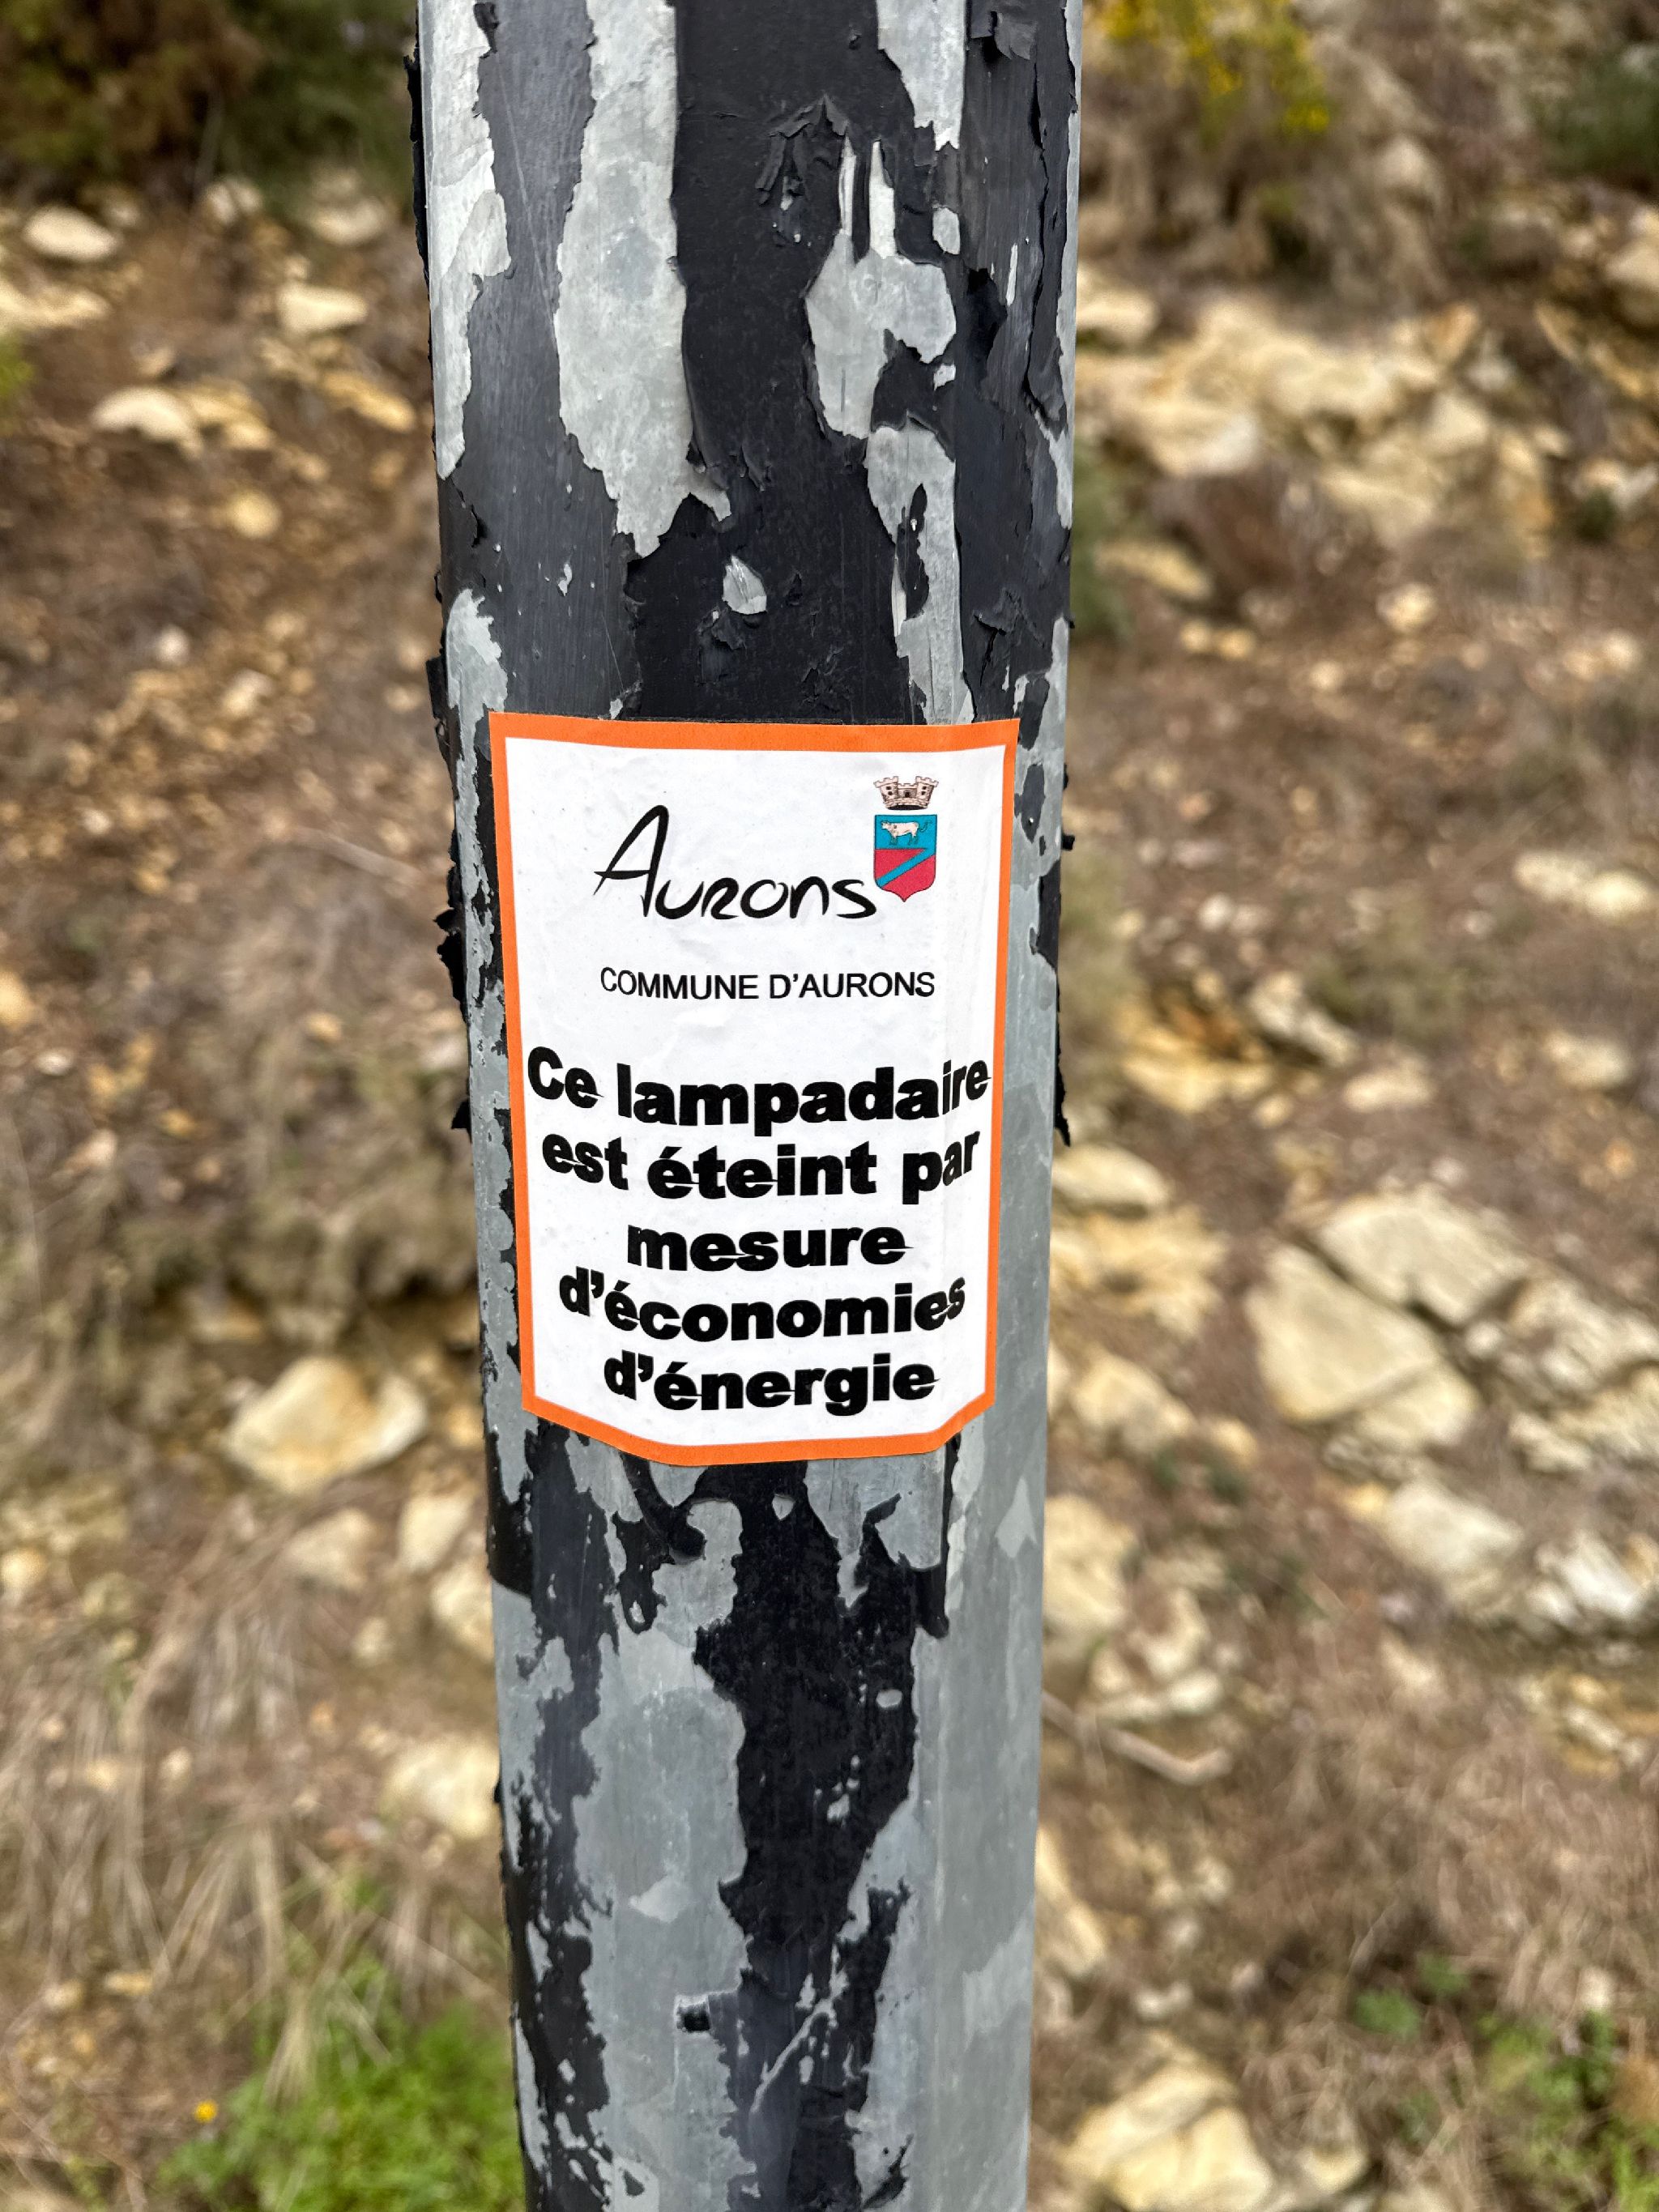 Aurons
COMMUNE D'AURONS
Ce lampadaire
est éteint par
mesure
d'économies
d'énergie